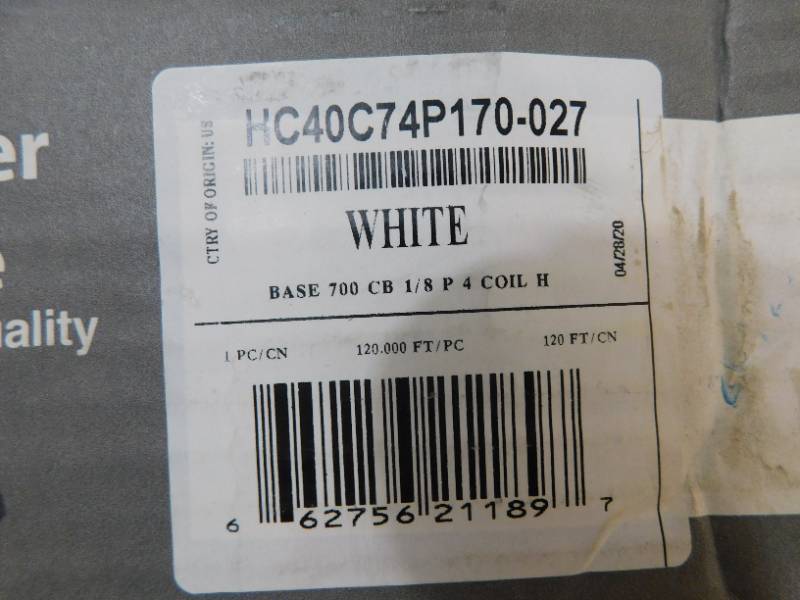 er
e
uality
HC40C74P170-027
CTRY OF ORIGIN: US
WHITE
04/28/20
BASE 700 CB 1/8 P 4 COIL H
1 PC/CN 120.000 FT/PC 120 FT/CN
6 62756 21189 7